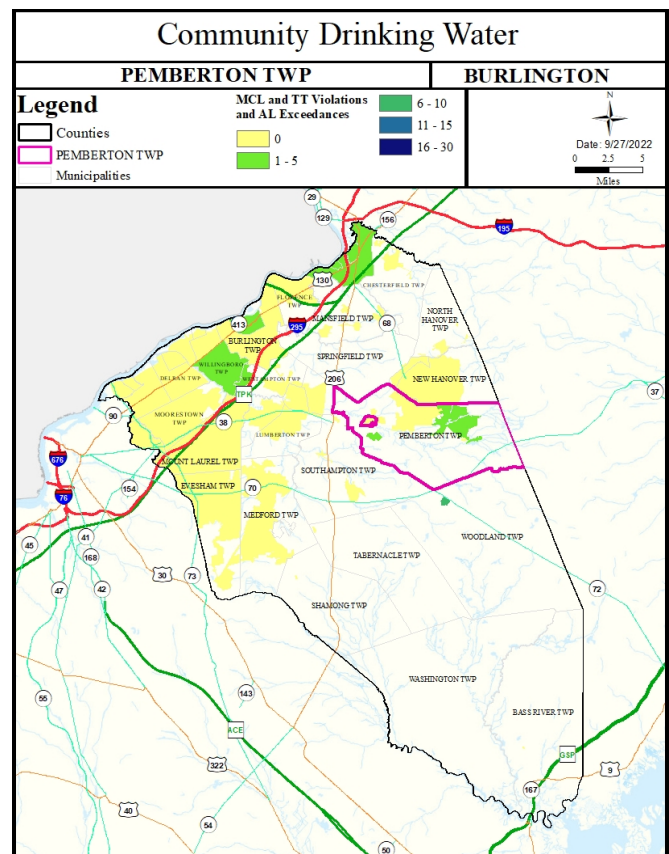 Community Drinking Water
PEMBERTON TWP
BURLINGTON
Legend
Counties
PEMBERTON TWP
Municipalities
MCL and TT Violations
and AL Exceedances
0
1 - 5
6 - 10
11 - 15
16 - 30
N
Date: 9/27/2022
0 2.5 5
Miles
29
129
156
195
130
CHESTERFIELD TWP
FLORENCE
TWP
MANSFIELD TWP
NORTH
HANOVER
TWP
68
413
295
BURLINGTON
TWP
SPRINGFIELD TWP
WILLINGBORO
TWP
DELRAN TWP
WESTAMPTON TWP
206
NEW HANOVER TWP
37
TPK
90
MOORESTOWN
TWP
38
LUMBERTON TWP
PEMBERTON TWP
676
MOUNT LAUREL TWP
SOUTHAMPTON TWP
76
154
EVESHAM TWP
70
MEDFORD TWP
41
45
168
WOODLAND TWP
TABERNACLE TWP
30
73
47
42
72
SHAMONG TWP
WASHINGTON TWP
143
55
BASS RIVER TWP
ACE
GSP
322
9
167
40
54
50